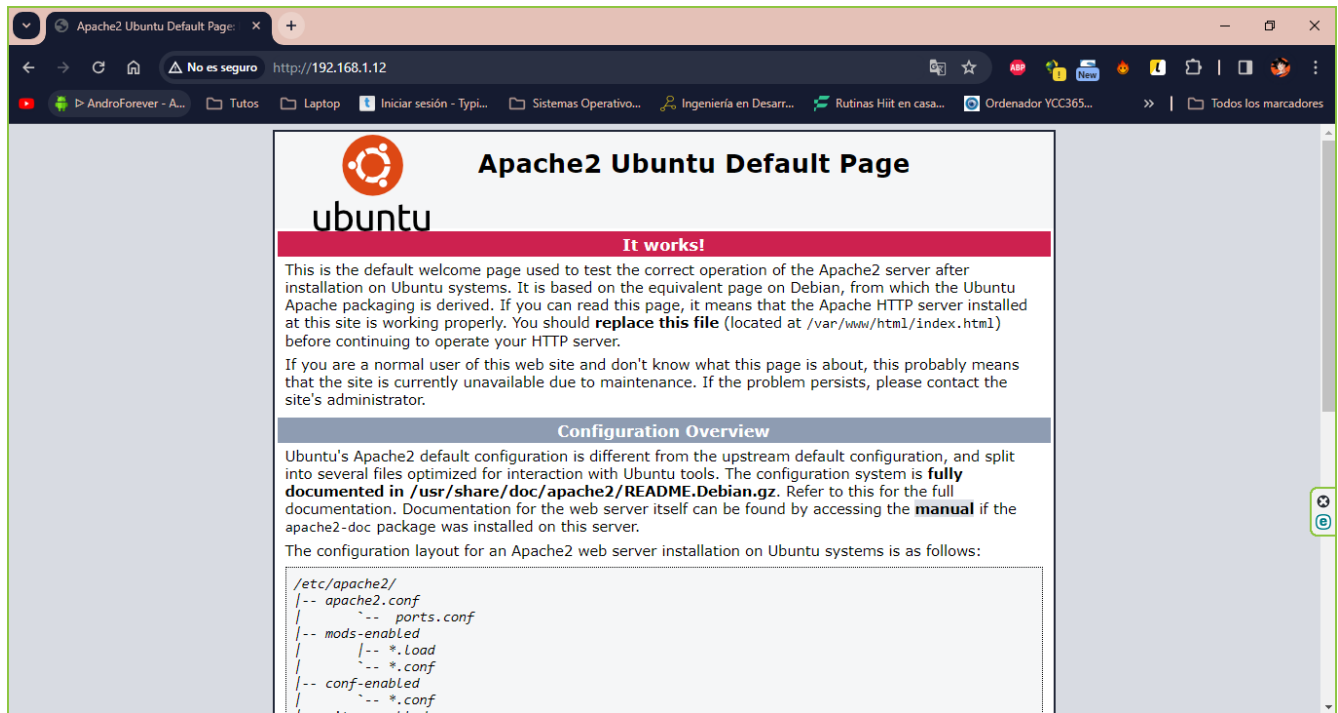 Apache2 Ubuntu Default Page:
No es seguro http://192.168.1.12
ABP
New
AndroForever - A...
Tutos
Laptop
Iniciar sesión - Typi...
Sistemas Operativo...
Ingeniería en Desarr...
Rutinas Hiit en casa...
Ordenador YCC365...
»
Todos los marcadores
ubuntu
Apache2 Ubuntu Default Page
It works!
This is the default welcome page used to test the correct operation of the Apache2 server after
installation on Ubuntu systems. It is based on the equivalent page on Debian, from which the Ubuntu
Apache packaging is derived. If you can read this page, it means that the Apache HTTP server installed
at this site is working properly. You should replace this file (located at /var/www/html/index.html)
before continuing to operate your HTTP server.
If you are a normal user of this web site and don't know what this page is about, this probably means
that the site is currently unavailable due to maintenance. If the problem persists, please contact the
site's administrator.
Configuration Overview
Ubuntu's Apache2 default configuration is different from the upstream default configuration, and split
into several files optimized for interaction with Ubuntu tools. The configuration system is fully
documented in /usr/share/doc/apache2/README.Debian.gz. Refer to this for the full
documentation. Documentation for the web server itself can be found by accessing the manual if the
apache2-doc package was installed on this server.
The configuration layout for an Apache2 web server installation on Ubuntu systems is as follows:
/etc/apache2/
|-- apache2.conf
|       `--  ports.conf
|-- mods-enabled
|       |-- *.load
|       `-- *.conf
|-- conf-enabled
|       `-- *.conf